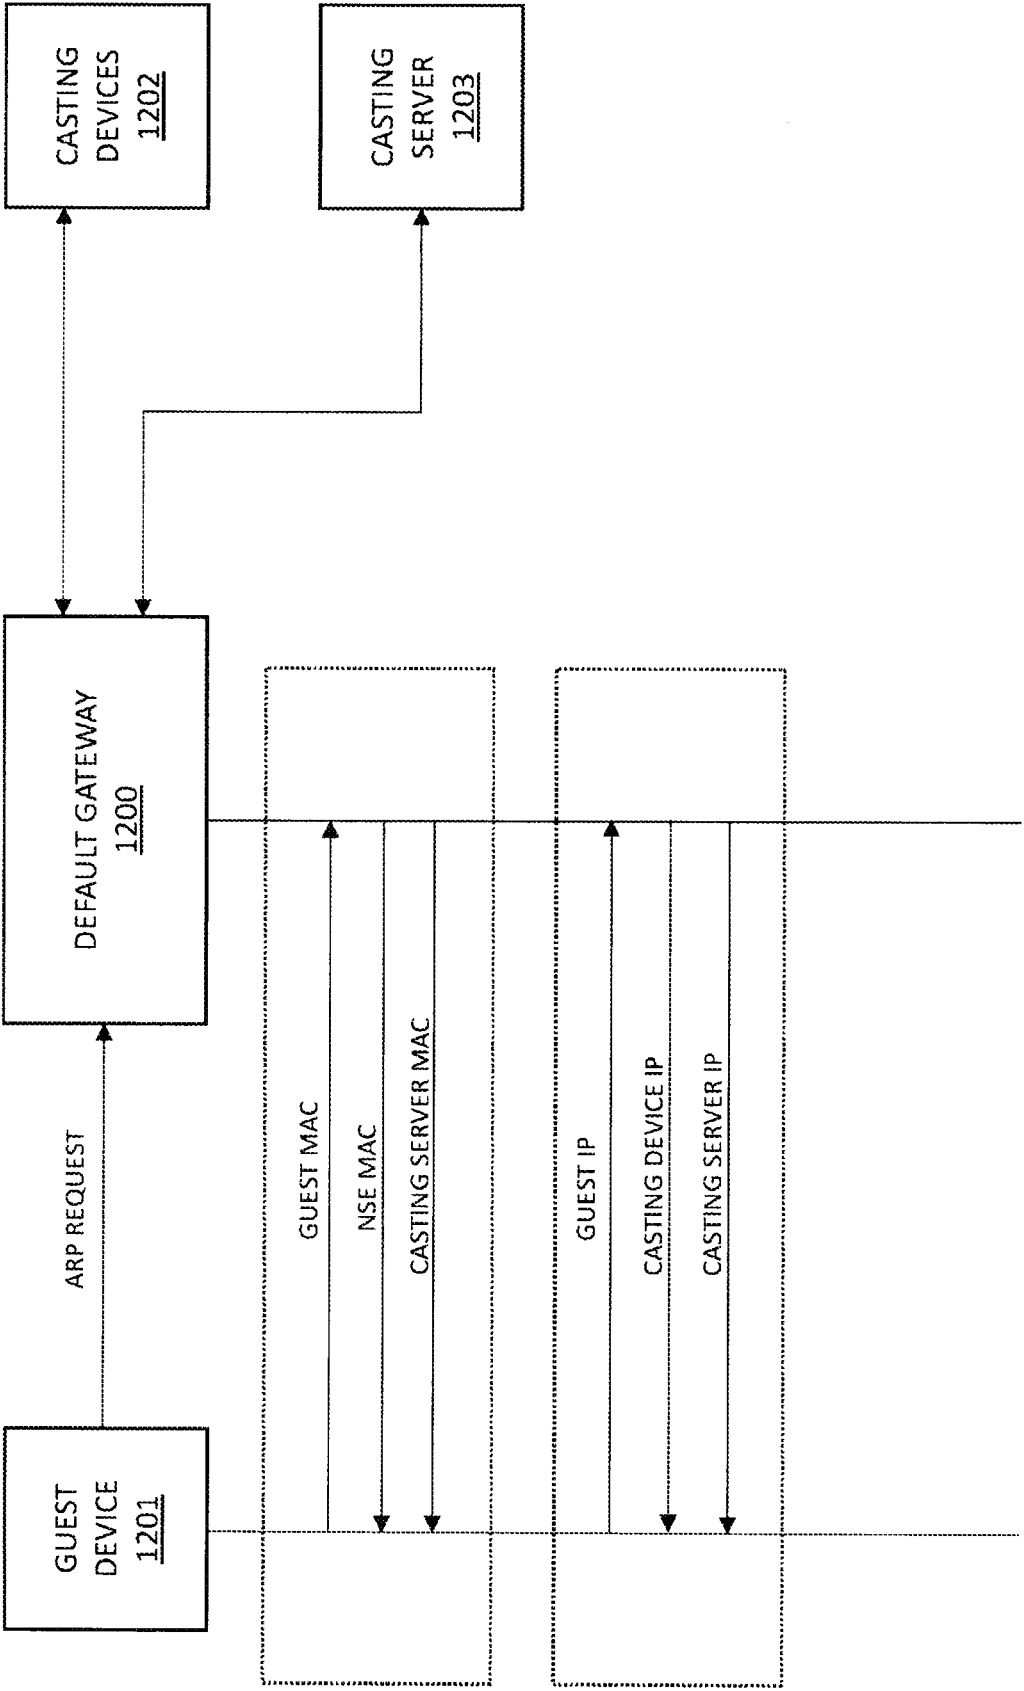 GUEST
DEVICE
1201
ARP REQUEST
DEFAULT GATEWAY
1200
CASTING
DEVICES
1202
CASTING
SERVER
1203
GUEST MAC
NSE MAC
CASTING SERVER MAC
GUEST IP
CASTING DEVICE IP
CASTING SERVER IP